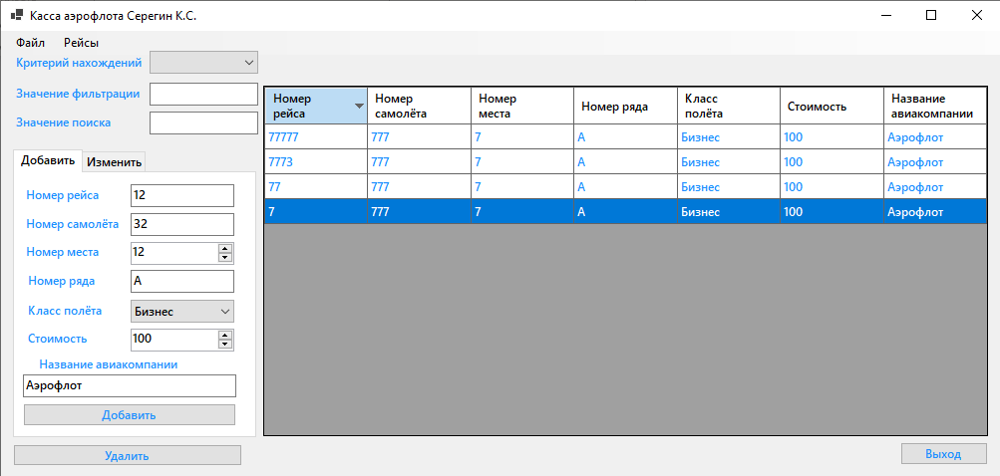 Касса аэрофлота Серегин К.С.
Файл Рейсы
Критерий нахождений
Значение фильтрации
Значение поиска
Добавить Изменить
Номер рейса 12
Номер самолёта 32
Номер места 12
Номер ряда А
Класс полёта Бизнес
Стоимость 100
Название авиакомпании
Аэрофлот
Добавить
Удалить
Номер рейса Номер самолёта Номер места Номер ряда Класс полёта Стоимость Название авиакомпании
77777 777 7 А Бизнес 100 Аэрофлот
7773 777 7 А Бизнес 100 Аэрофлот
77 777 7 А Бизнес 100 Аэрофлот
7 777 7 А Бизнес 100 Аэрофлот
Выход